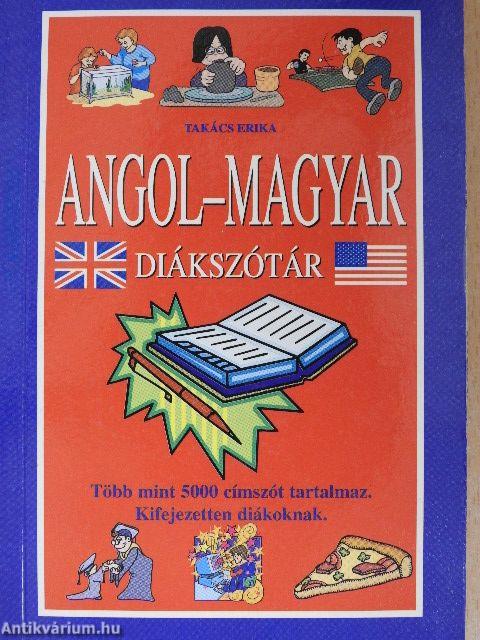 TAKÁCS ERIKA
ANGOL–MAGYAR
DIÁKSZÓTÁR
Több mint 5000 címszót tartalmaz.
Kifejezetten diákoknak.
Antikvárium.hu